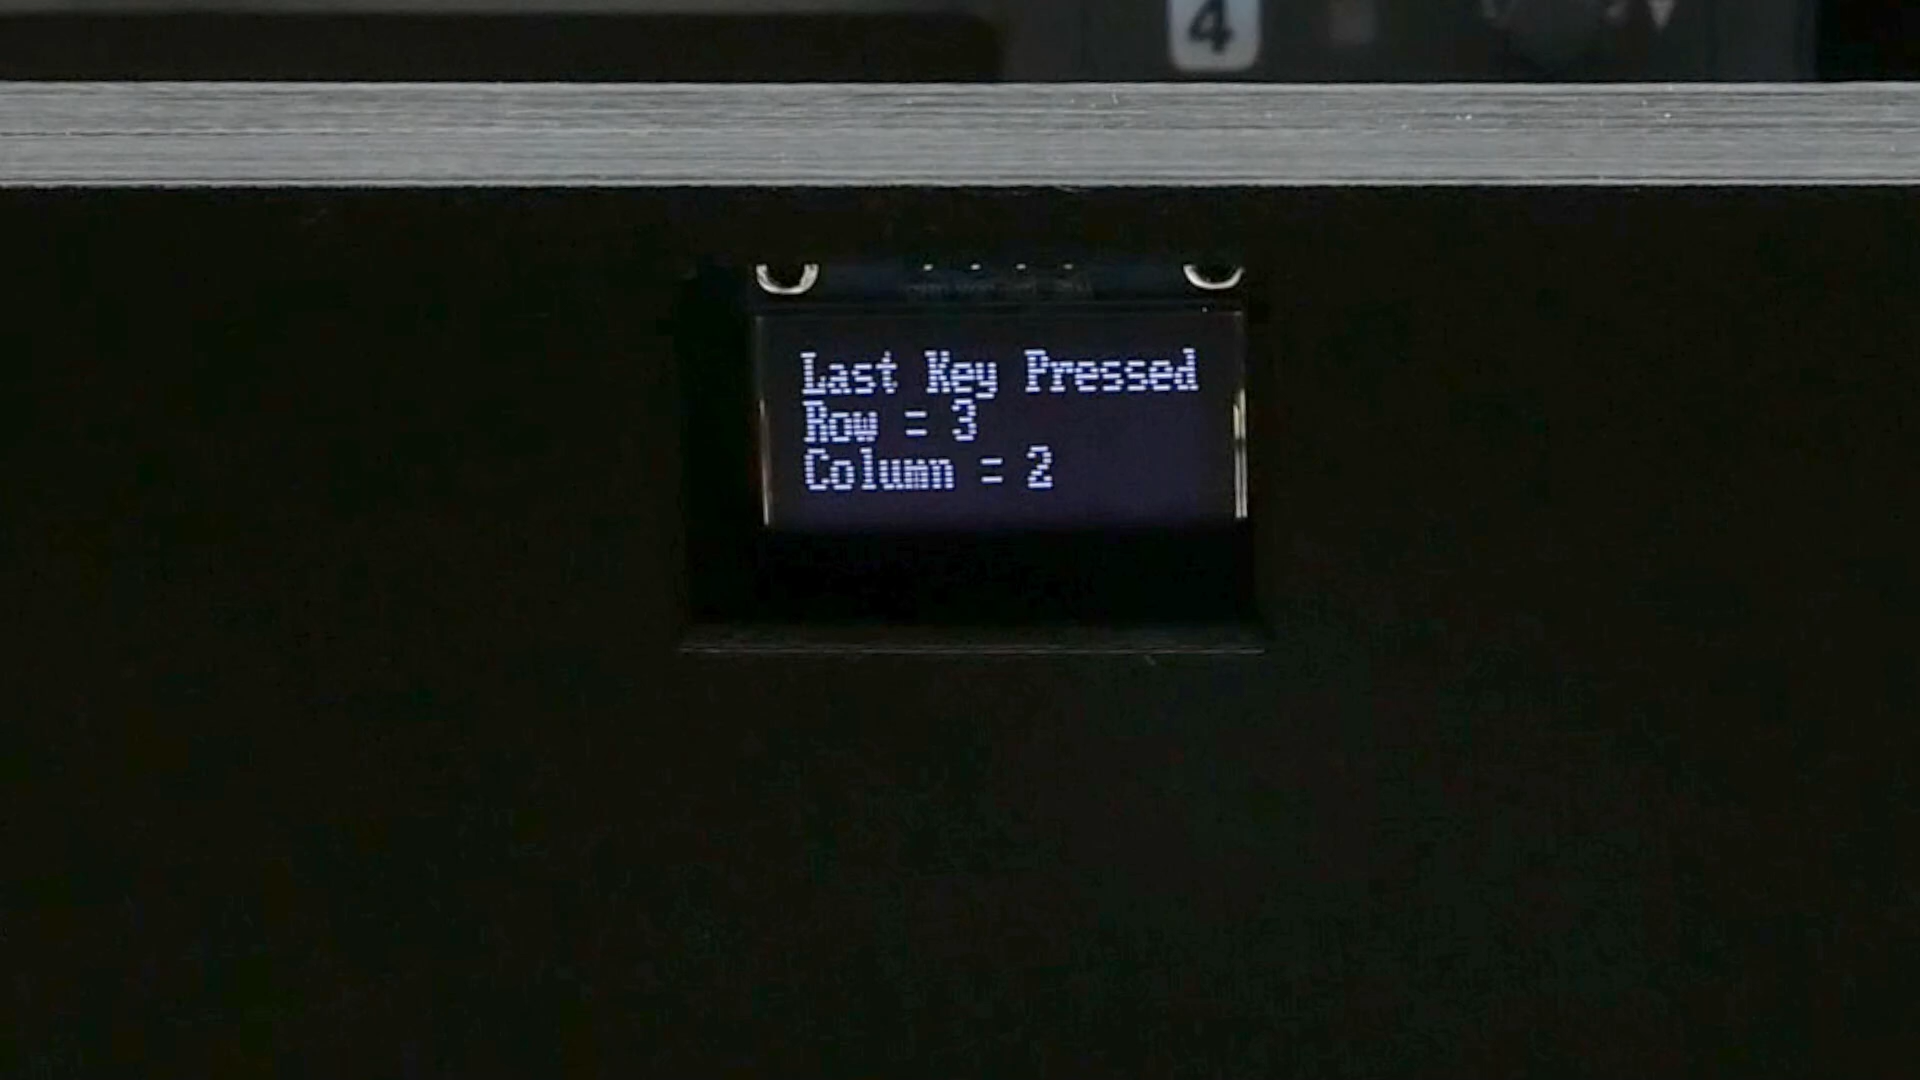 4
Last Key Pressed
Row = 3
Column = 2